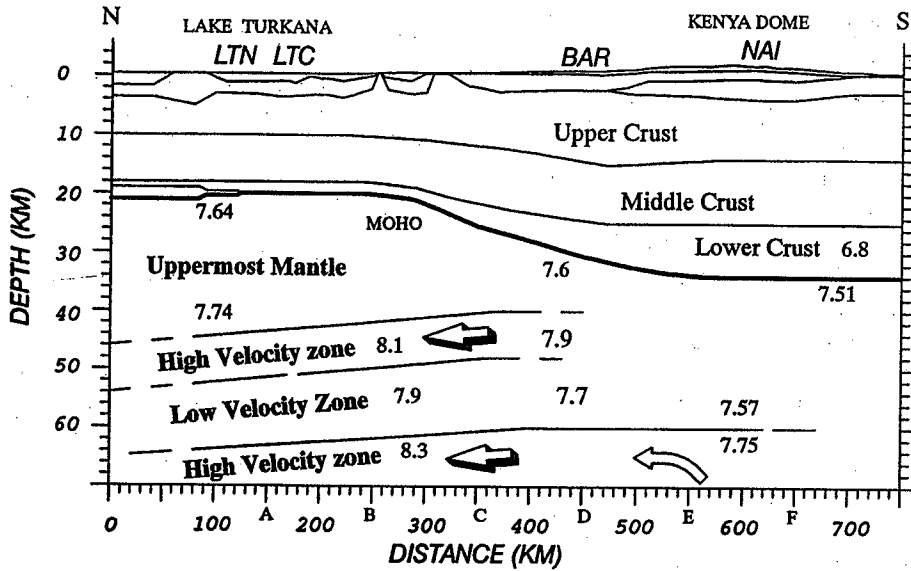 N S
LAKE TURKANA KENYA DOME
LTN LTC BAR NAI
0
10 Upper Crust
20 Middle Crust
7.64
MOHO
Lower Crust 6.8
30
Uppermost Mantle 7.6
7.51
7.74
40
High Velocity zone 8.1 7.9
50
Low Velocity Zone 7.9 7.7 7.57
60
High Velocity zone 8.3 7.75
DEPTH (KM)
A B C D E F
0 100 200 300 400 500 600 700
DISTANCE (KM)